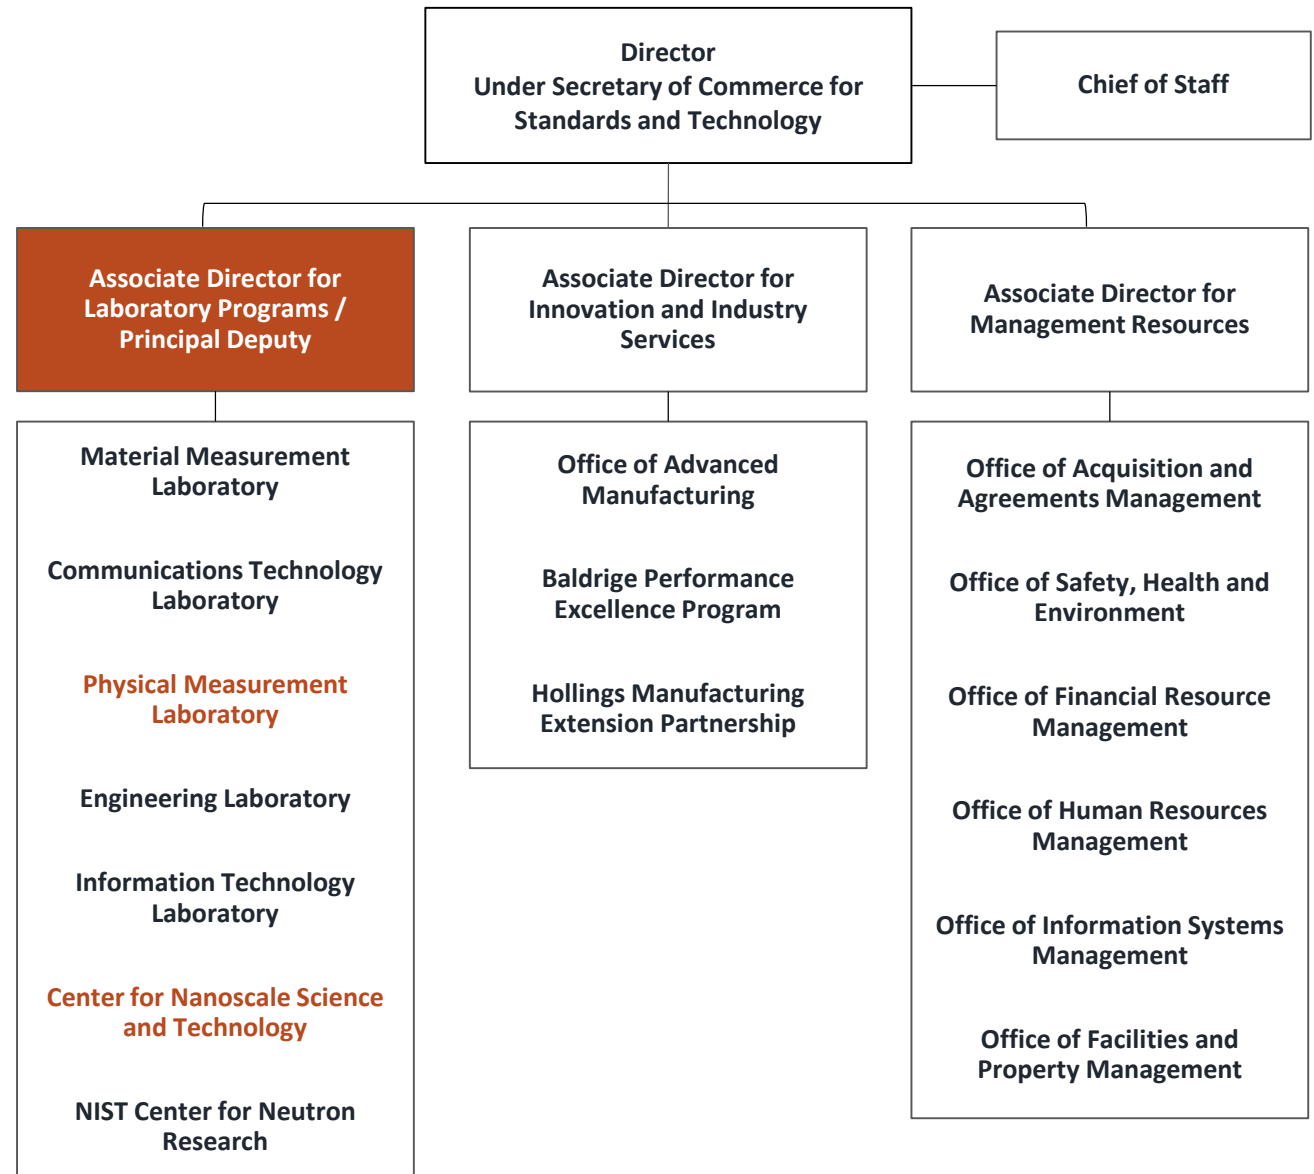 Director
Under Secretary of Commerce for
Standards and Technology
Chief of Staff
Associate Director for
Laboratory Programs /
Principal Deputy
Associate Director for
Innovation and Industry
Services
Associate Director for
Management Resources
Material Measurement
Laboratory
Communications Technology
Laboratory
Physical Measurement
Laboratory
Engineering Laboratory
Information Technology
Laboratory
Center for Nanoscale Science
and Technology
NIST Center for Neutron
Research
Office of Advanced
Manufacturing
Baldrige Performance
Excellence Program
Hollings Manufacturing
Extension Partnership
Office of Acquisition and
Agreements Management
Office of Safety, Health and
Environment
Office of Financial Resource
Management
Office of Human Resources
Management
Office of Information Systems
Management
Office of Facilities and
Property Management